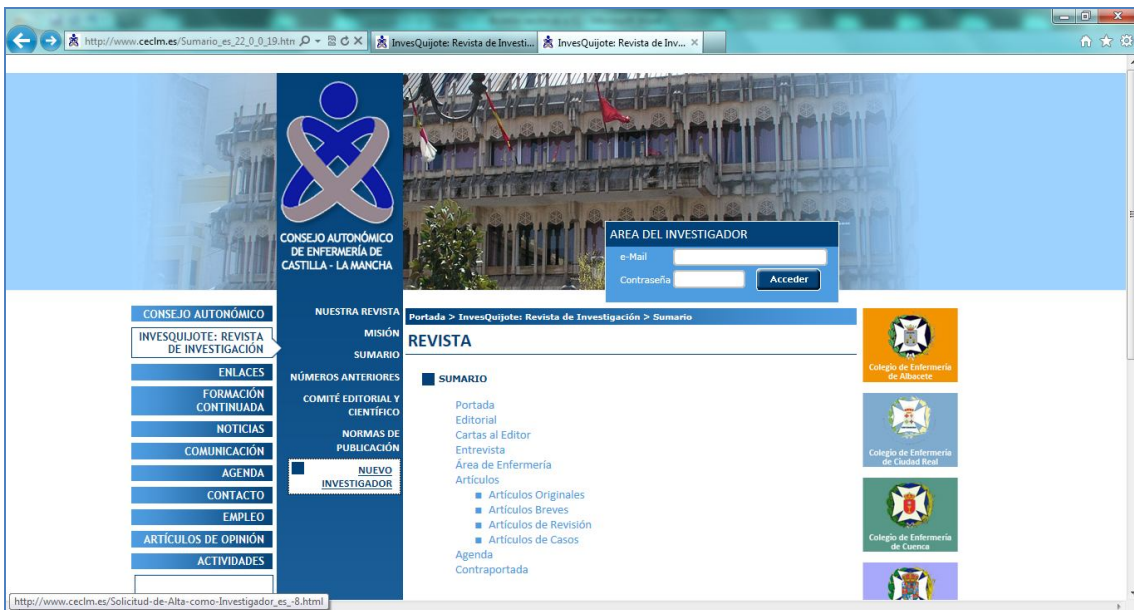 http://www.ceclm.es/Sumario_es_22_0_0_19.htn
InvesQuijote: Revista de Investi...
InvesQuijote: Revista de Inv...
CONSEJO AUTONÓMICO
DE ENFERMERÍA DE
CASTILLA - LA MANCHA
AREA DEL INVESTIGADOR
e-Mail
Contraseña
Acceder
CONSEJO AUTONÓMICO
INVESQUIJOTE: REVISTA
DE INVESTIGACIÓN
ENLACES
FORMACIÓN
CONTINUADA
NOTICIAS
COMUNICACIÓN
AGENDA
CONTACTO
EMPLEO
ARTÍCULOS DE OPINIÓN
ACTIVIDADES
NUESTRA REVISTA
MISIÓN
SUMARIO
NÚMEROS ANTERIORES
COMITÉ EDITORIAL Y
CIENTÍFICO
NORMAS DE
PUBLICACIÓN
NUEVO
INVESTIGADOR
Portada > InvesQuijote: Revista de Investigación > Sumario
REVISTA
SUMARIO
Portada
Editorial
Cartas al Editor
Entrevista
Área de Enfermería
Artículos
Artículos Originales
Artículos Breves
Artículos de Revisión
Artículos de Casos
Agenda
Contraportada
Colegio de Enfermería
de Albacete
Colegio de Enfermería
de Ciudad Real
Colegio de Enfermería
de Cuenca
http://www.ceclm.es/Solicitud-de-Alta-como-Investigador_es_-8.html